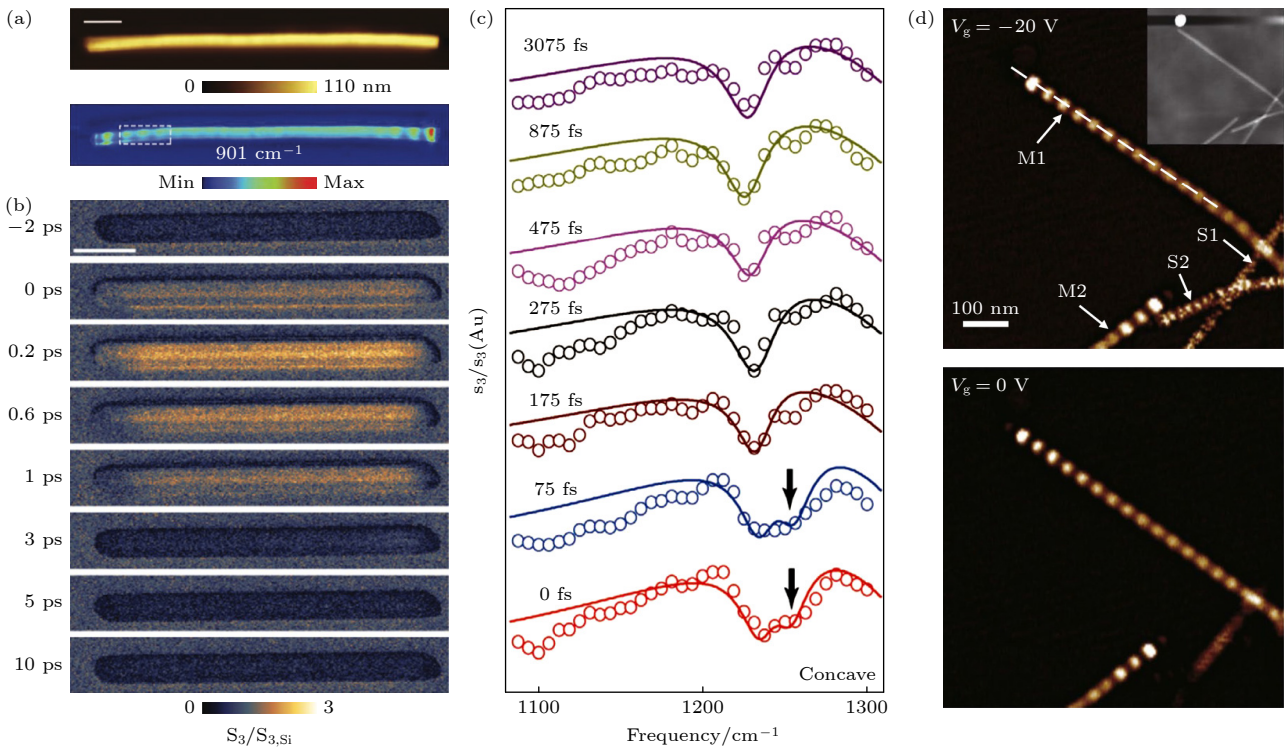 (a)
0 110 nm
901 cm⁻¹
Min Max
(b)
−2 ps
0 ps
0.2 ps
0.6 ps
1 ps
3 ps
5 ps
10 ps
0 3
S₃/S₃,Si
(c)
3075 fs
875 fs
475 fs
275 fs
175 fs
75 fs
0 fs
Concave
s₃/s₃(Au)
1100 1200 1300
Frequency/cm⁻¹
(d)
Vg = −20 V
M1
S1
S2
M2
100 nm
Vg = 0 V